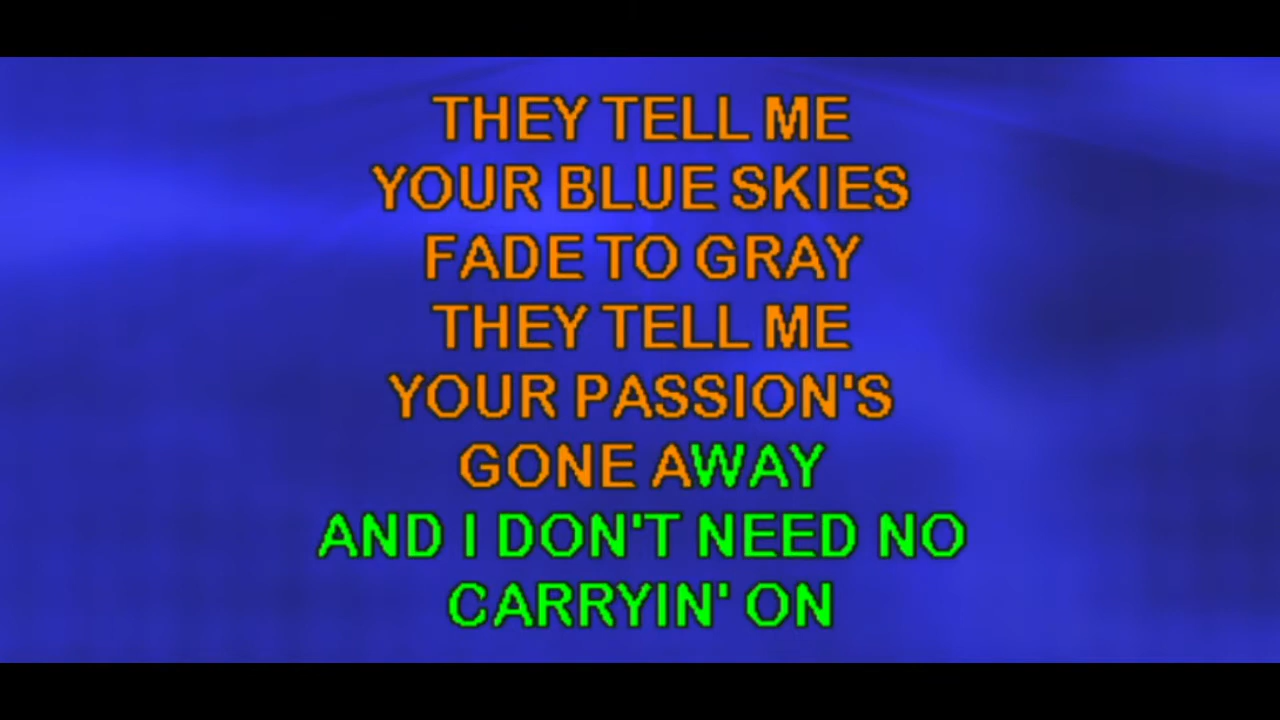 THEY TELL ME
YOUR BLUE SKIES
FADE TO GRAY
THEY TELL ME
YOUR PASSION'S
GONE AWAY
AND I DON'T NEED NO
CARRYIN' ON